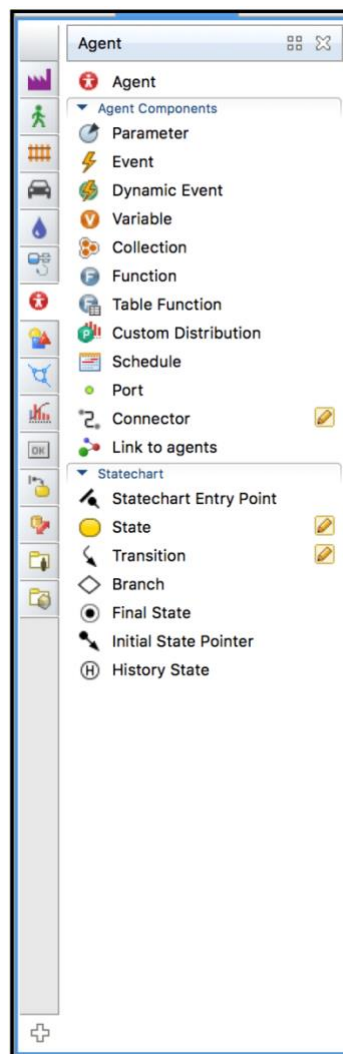 Agent
Agent
Agent Components
Parameter
Event
Dynamic Event
Variable
Collection
Function
Table Function
Custom Distribution
Schedule
Port
Connector
Link to agents
Statechart
Statechart Entry Point
State
Transition
Branch
Final State
Initial State Pointer
History State
OK